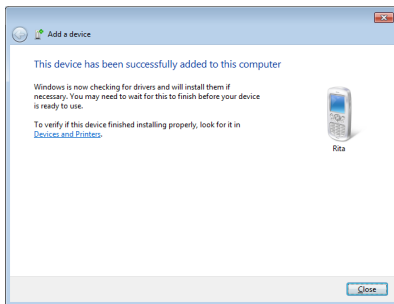 Add a device
This device has been successfully added to this computer
Windows is now checking for drivers and will install them if
necessary. You may need to wait for this to finish before your device
is ready to use.
To verify if this device finished installing properly, look for it in
Devices and Printers.
Rita
Close